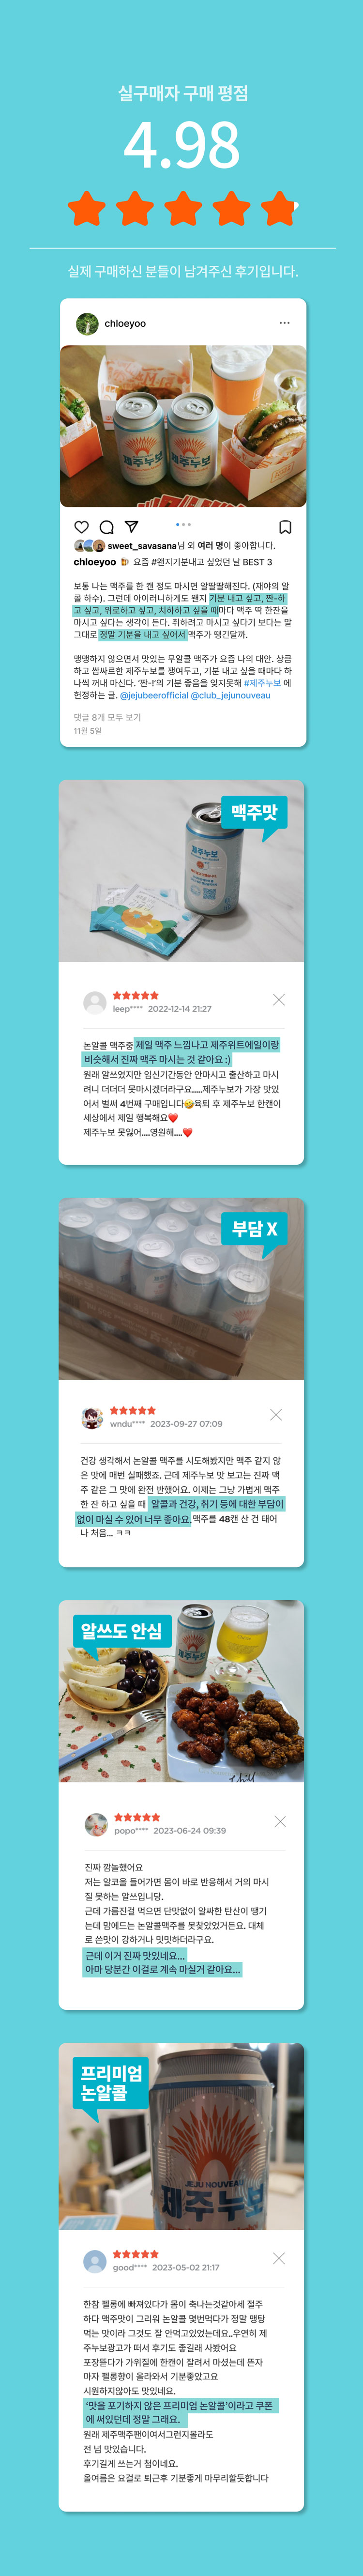 실구매자 구매 평점
4.98
실제 구매하신 분들이 남겨주신 후기입니다.
chloeyoo
제주누보
제주누보
sweet_savasana님 외 여러 명이 좋아합니다.
chloeyoo 🍺 요즘 #왠지기분내고 싶었던 날 BEST 3
보통 나는 맥주를 한 캔 정도 마시면 알딸딸해진다. (재야의 알
콜 하수). 그런데 아이러니하게도 왠지 기분 내고 싶고, 짠-하
고 싶고, 위로하고 싶고, 치하하고 싶을 때마다 맥주 딱 한잔을
마시고 싶다는 생각이 든다. 취하려고 마시고 싶다기 보다는 말
그대로 정말 기분을 내고 싶어서 맥주가 땡긴달까.
맹맹하지 않으면서 맛있는 무알콜 맥주가 요즘 나의 대안. 상큼
하고 쌉싸르한 제주누보를 쟁여두고, 기분 내고 싶을 때마다 하
나씩 꺼내 마신다. '짠-!'의 기분 좋음을 잊지못해 #제주누보 에
헌정하는 글. @jejubeerofficial @club_jejunouveau
댓글 8개 모두 보기
11월 5일
맥주맛
제주누보
leep**** 2022-12-14 21:27
논알콜 맥주중 제일 맥주 느낌나고 제주위트에일이랑
비슷해서 진짜 맥주 마시는 것 같아요 :)
원래 알쓰였지만 임신기간동안 안마시고 출산하고 마시
려니 더더더 못마시겠더라구요.....제주누보가 가장 맛있
어서 벌써 4번째 구매입니다🤣육퇴 후 제주누보 한캔이
세상에서 제일 행복해요❤️
제주누보 못잃어....영원해....❤️
부담 X
wndu**** 2023-09-27 07:09
건강 생각해서 논알콜 맥주를 시도해봤지만 맥주 같지 않
은 맛에 매번 실패했죠. 근데 제주누보 맛 보고는 진짜 맥
주 같은 그 맛에 완전 반했어요. 이제는 그냥 가볍게 맥주
한 잔 하고 싶을 때 알콜과 건강, 취기 등에 대한 부담이
없이 마실 수 있어 너무 좋아요. 맥주를 48캔 산 건 태어
나 처음... ㅋㅋ
알쓰도 안심
제주누보
popo**** 2023-06-24 09:39
진짜 깜놀했어요
저는 알코올 들어가면 몸이 바로 반응해서 거의 마시
질 못하는 알쓰입니당.
근데 가름진걸 먹으면 단맛없이 알싸한 탄산이 땡기
는데 맘에드는 논알콜맥주를 못찾았었거든요. 대체
로 쓴맛이 강하거나 밋밋하더라구요.
근데 이거 진짜 맛있네요...
아마 당분간 이걸로 계속 마실거 같아요...
프리미엄
논알콜
JEJU NOUVEAU
제주누보
good**** 2023-05-02 21:17
한참 펠롱에 빠져있다가 몸이 축나는것같아세 절주
하다 맥주맛이 그리워 논알콜 몇번먹다가 정말 맹탕
먹는 맛이라 그것도 잘 안먹고있었는데요..우연히 제
주누보광고가 떠서 후기도 좋길래 사봤어요
포장뜯다가 가위질에 한캔이 잘려서 마셨는데 뜬자
마자 펠롱향이 올라와서 기분좋았고요
시원하지않아도 맛있네요.
'맛을 포기하지 않은 프리미엄 논알콜'이라고 쿠폰
에 써있던데 정말 그래요.
원래 제주맥주팬이여서그런지몰라도
전 넘 맛있습니다.
후기길게 쓰는거 첨이네요.
올여름은 요걸로 퇴근후 기분좋게 마무리할듯합니다